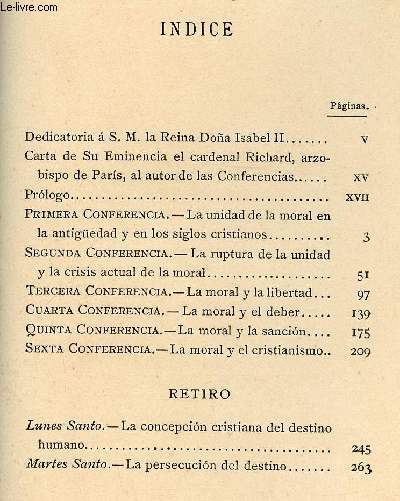 Le-livre.com
INDICE
Páginas.
Dedicatoria á S. M. la Reina Doña Isabel II....... V
Carta de Su Eminencia el cardenal Richard, arzo-
bispo de París, al autor de las Conferencias..... XV
Prólogo........................................ XVII
PRIMERA CONFERENCIA.—La unidad de la moral en
la antigüedad y en los siglos cristianos......... 3
SEGUNDA CONFERENCIA.—La ruptura de la unidad
y la crisis actual de la moral.................. 51
TERCERA CONFERENCIA.—La moral y la libertad... 97
CUARTA CONFERENCIA.—La moral y el deber..... 139
QUINTA CONFERENCIA.—La moral y la sanción.... 175
SEXTA CONFERENCIA.—La moral y el cristianismo.. 209
RETIRO
Lunes Santo.—La concepción cristiana del destino
humano..................................... 245
Martes Santo.—La persecución del destino....... 263